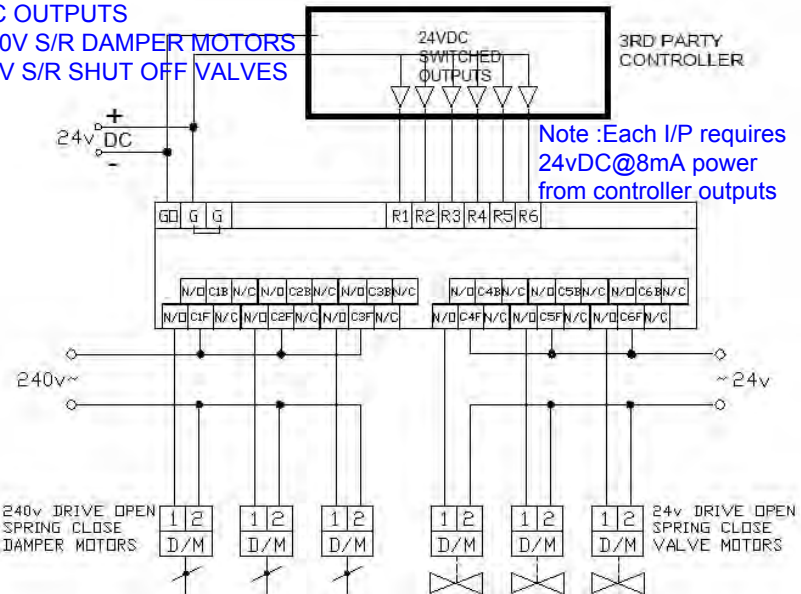 C OUTPUTS
0V S/R DAMPER MOTORS
V S/R SHUT OFF VALVES
24VDC
SWITCHED
OUTPUTS
3RD PARTY
CONTROLLER
+
24v DC
-
Note :Each I/P requires
24vDC@8mA power
from controller outputs
GO G G R1 R2 R3 R4 R5 R6
N/O C1B N/C N/O C2B N/C N/O C3B N/C N/O C4B N/C N/O C5B N/C N/O C6B N/C
N/O C1F N/C N/O C2F N/C N/O C3F N/C N/O C4F N/C N/O C5F N/C N/O C6F N/C
240v~ ~24v
240v DRIVE OPEN
SPRING CLOSE
DAMPER MOTORS
1 2 1 2 1 2 1 2 1 2 1 2
D/M D/M D/M D/M D/M D/M
24v DRIVE OPEN
SPRING CLOSE
VALVE MOTORS